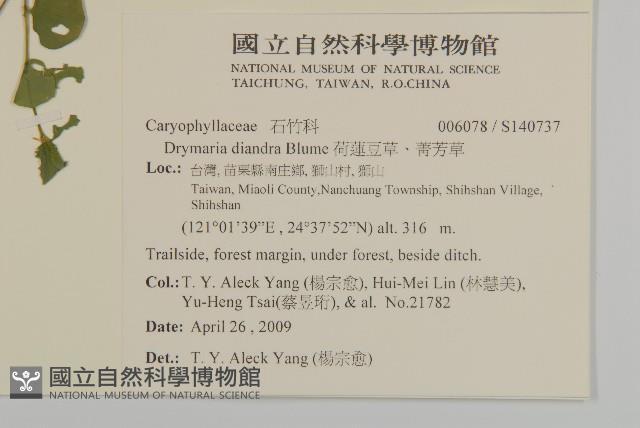 國立自然科學博物館
NATIONAL MUSEUM OF NATURAL SCIENCE
TAICHUNG, TAIWAN, R.O.CHINA
Caryophyllaceae 石竹科 006078 / S140737
Drymaria diandra Blume 荷蓮豆草、菁芳草
Loc.: 台灣, 苗栗縣南庄鄉, 獅山村, 獅山
Taiwan, Miaoli County,Nanchuang Township, Shihshan Village,
Shihshan
(121°01’39”E , 24°37’52”N) alt. 316 m.
Trailside, forest margin, under forest, beside ditch.
Col.: T. Y. Aleck Yang (楊宗愈), Hui-Mei Lin (林慧美),
Yu-Heng Tsai(蔡昱珩), & al. No.21782
Date: April 26 , 2009
Det.: T. Y. Aleck Yang (楊宗愈)
國立自然科學博物館
NATIONAL MUSEUM OF NATURAL SCIENCE